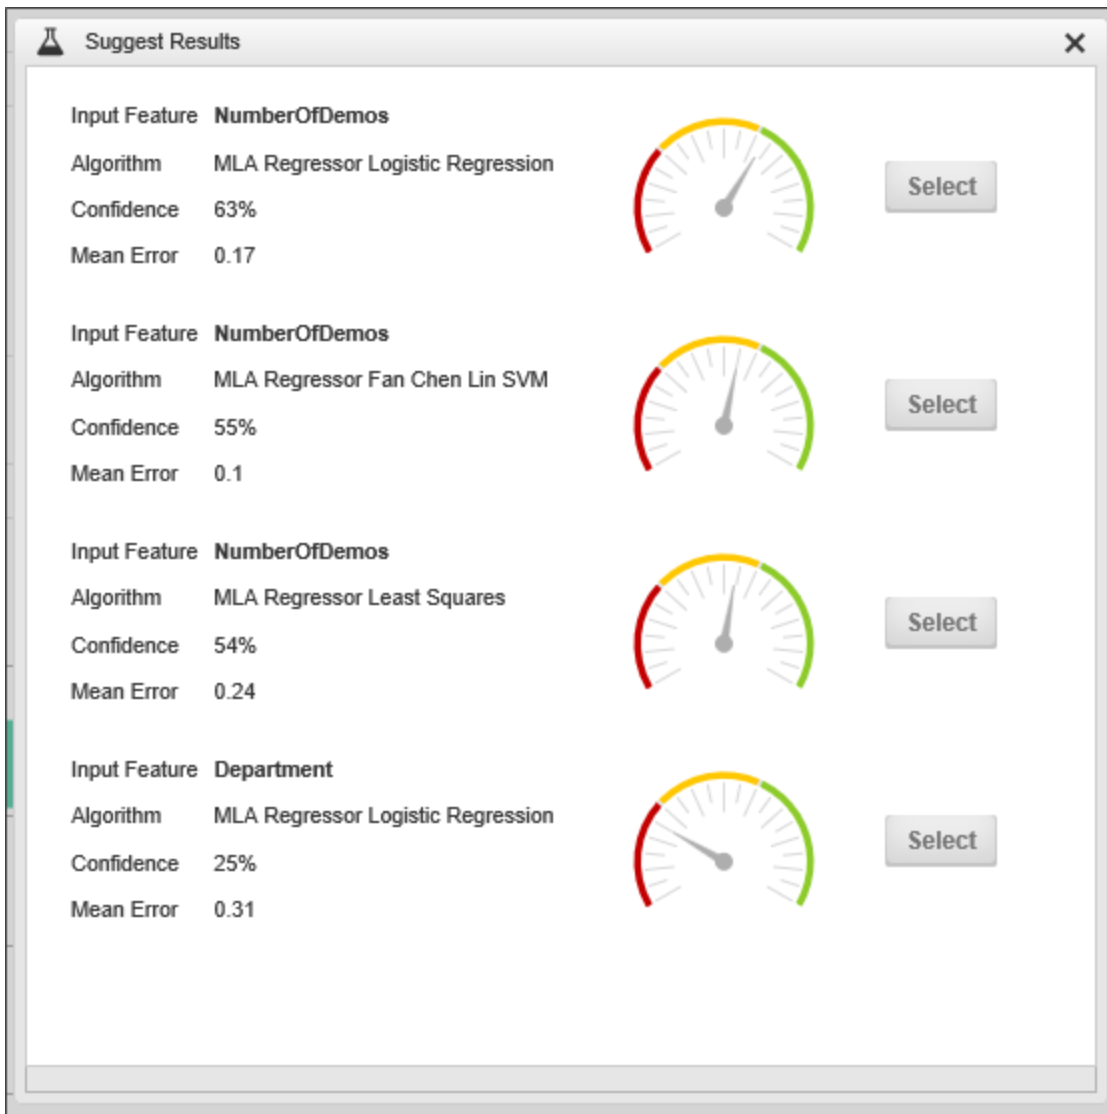 Suggest Results
Input Feature NumberOfDemos
Algorithm MLA Regressor Logistic Regression
Confidence 63%
Mean Error 0.17
Select
Input Feature NumberOfDemos
Algorithm MLA Regressor Fan Chen Lin SVM
Confidence 55%
Mean Error 0.1
Select
Input Feature NumberOfDemos
Algorithm MLA Regressor Least Squares
Confidence 54%
Mean Error 0.24
Select
Input Feature Department
Algorithm MLA Regressor Logistic Regression
Confidence 25%
Mean Error 0.31
Select